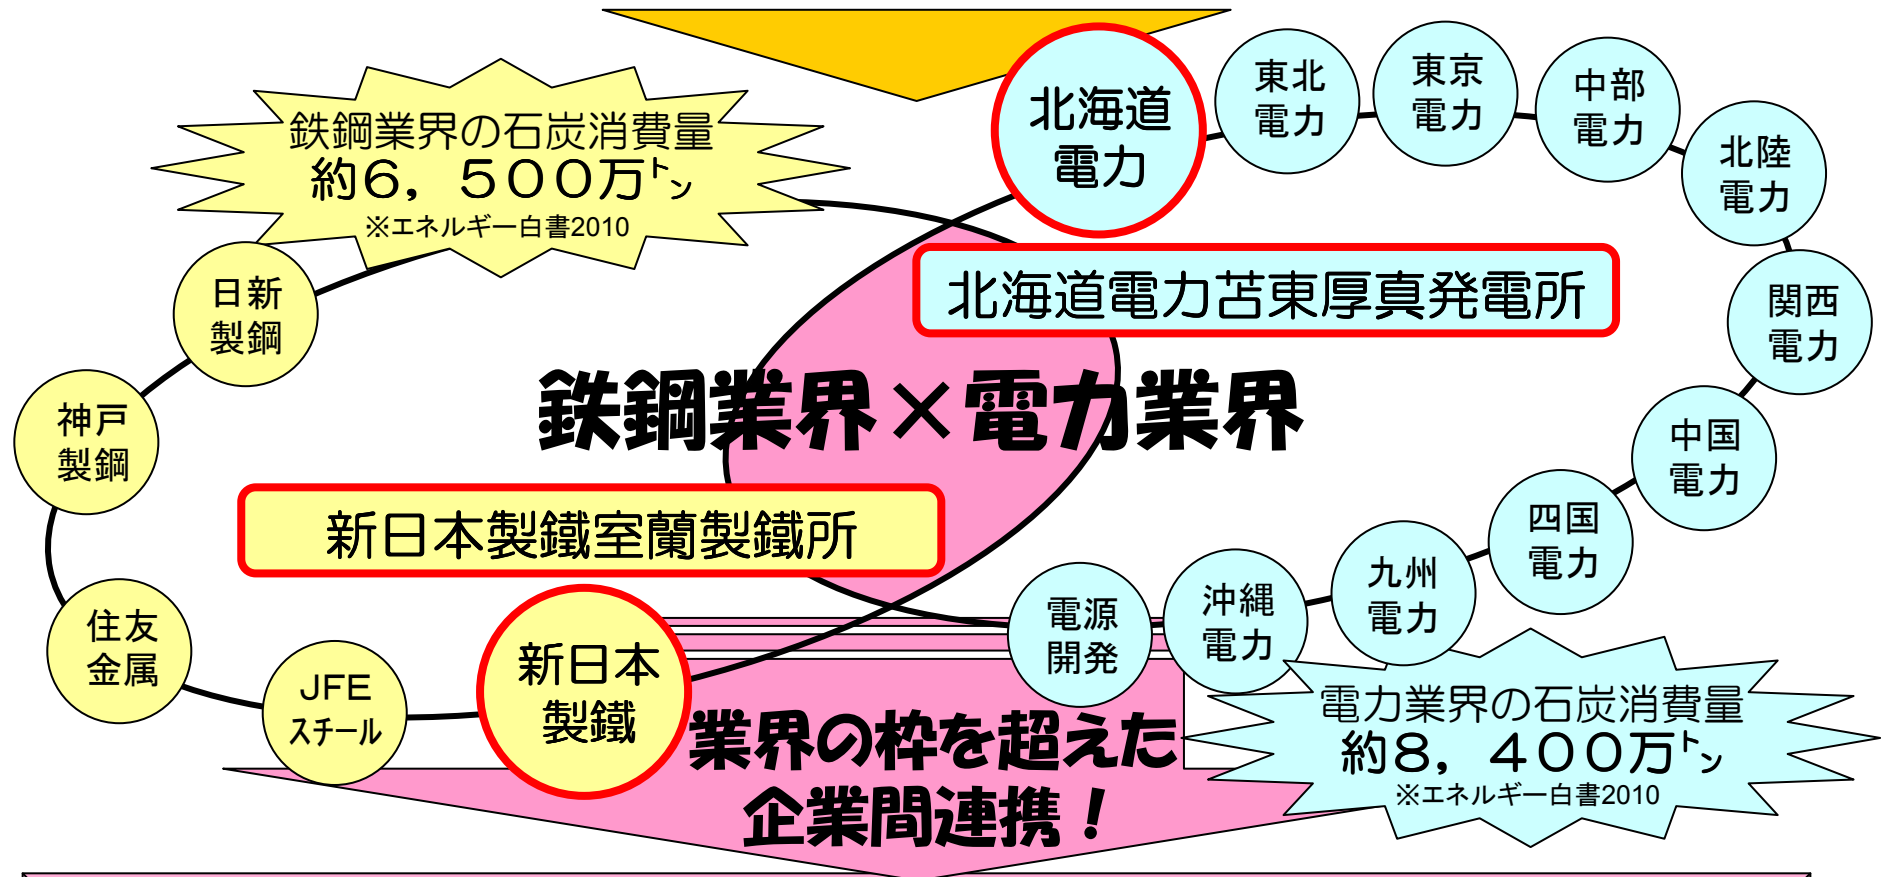 鉄鋼業界の石炭消費量
約6，500万㌧
※エネルギー白書2010
北海道
電力
東北
電力
東京
電力
中部
電力
北陸
電力
関西
電力
中国
電力
四国
電力
九州
電力
沖縄
電力
電源
開発
北海道電力苫東厚真発電所
日新
製鋼
神戸
製鋼
鉄鋼業界×電力業界
新日本製鐵室蘭製鐵所
住友
金属
JFE
スチール
新日本
製鐵
業界の枠を超えた
企業間連携！
電力業界の石炭消費量
約8，400万㌧
※エネルギー白書2010